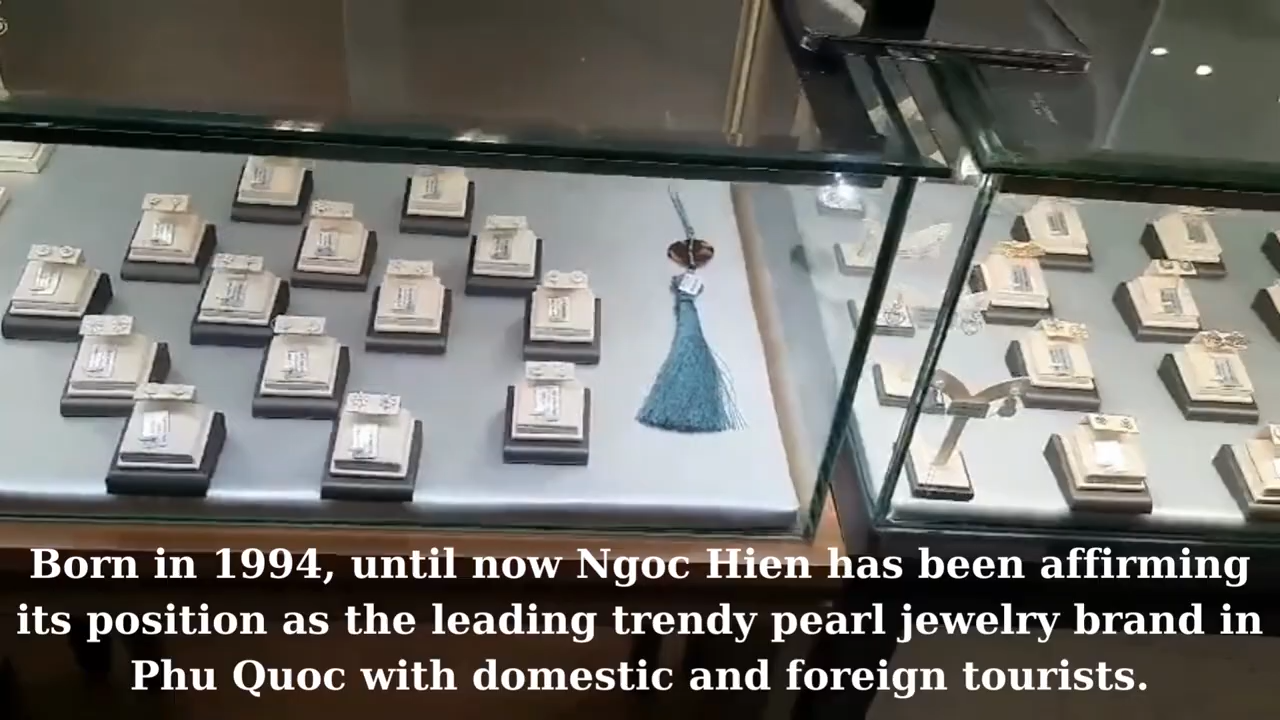 Born in 1994, until now Ngoc Hien has been affirming
its position as the leading trendy pearl jewelry brand in
Phu Quoc with domestic and foreign tourists.